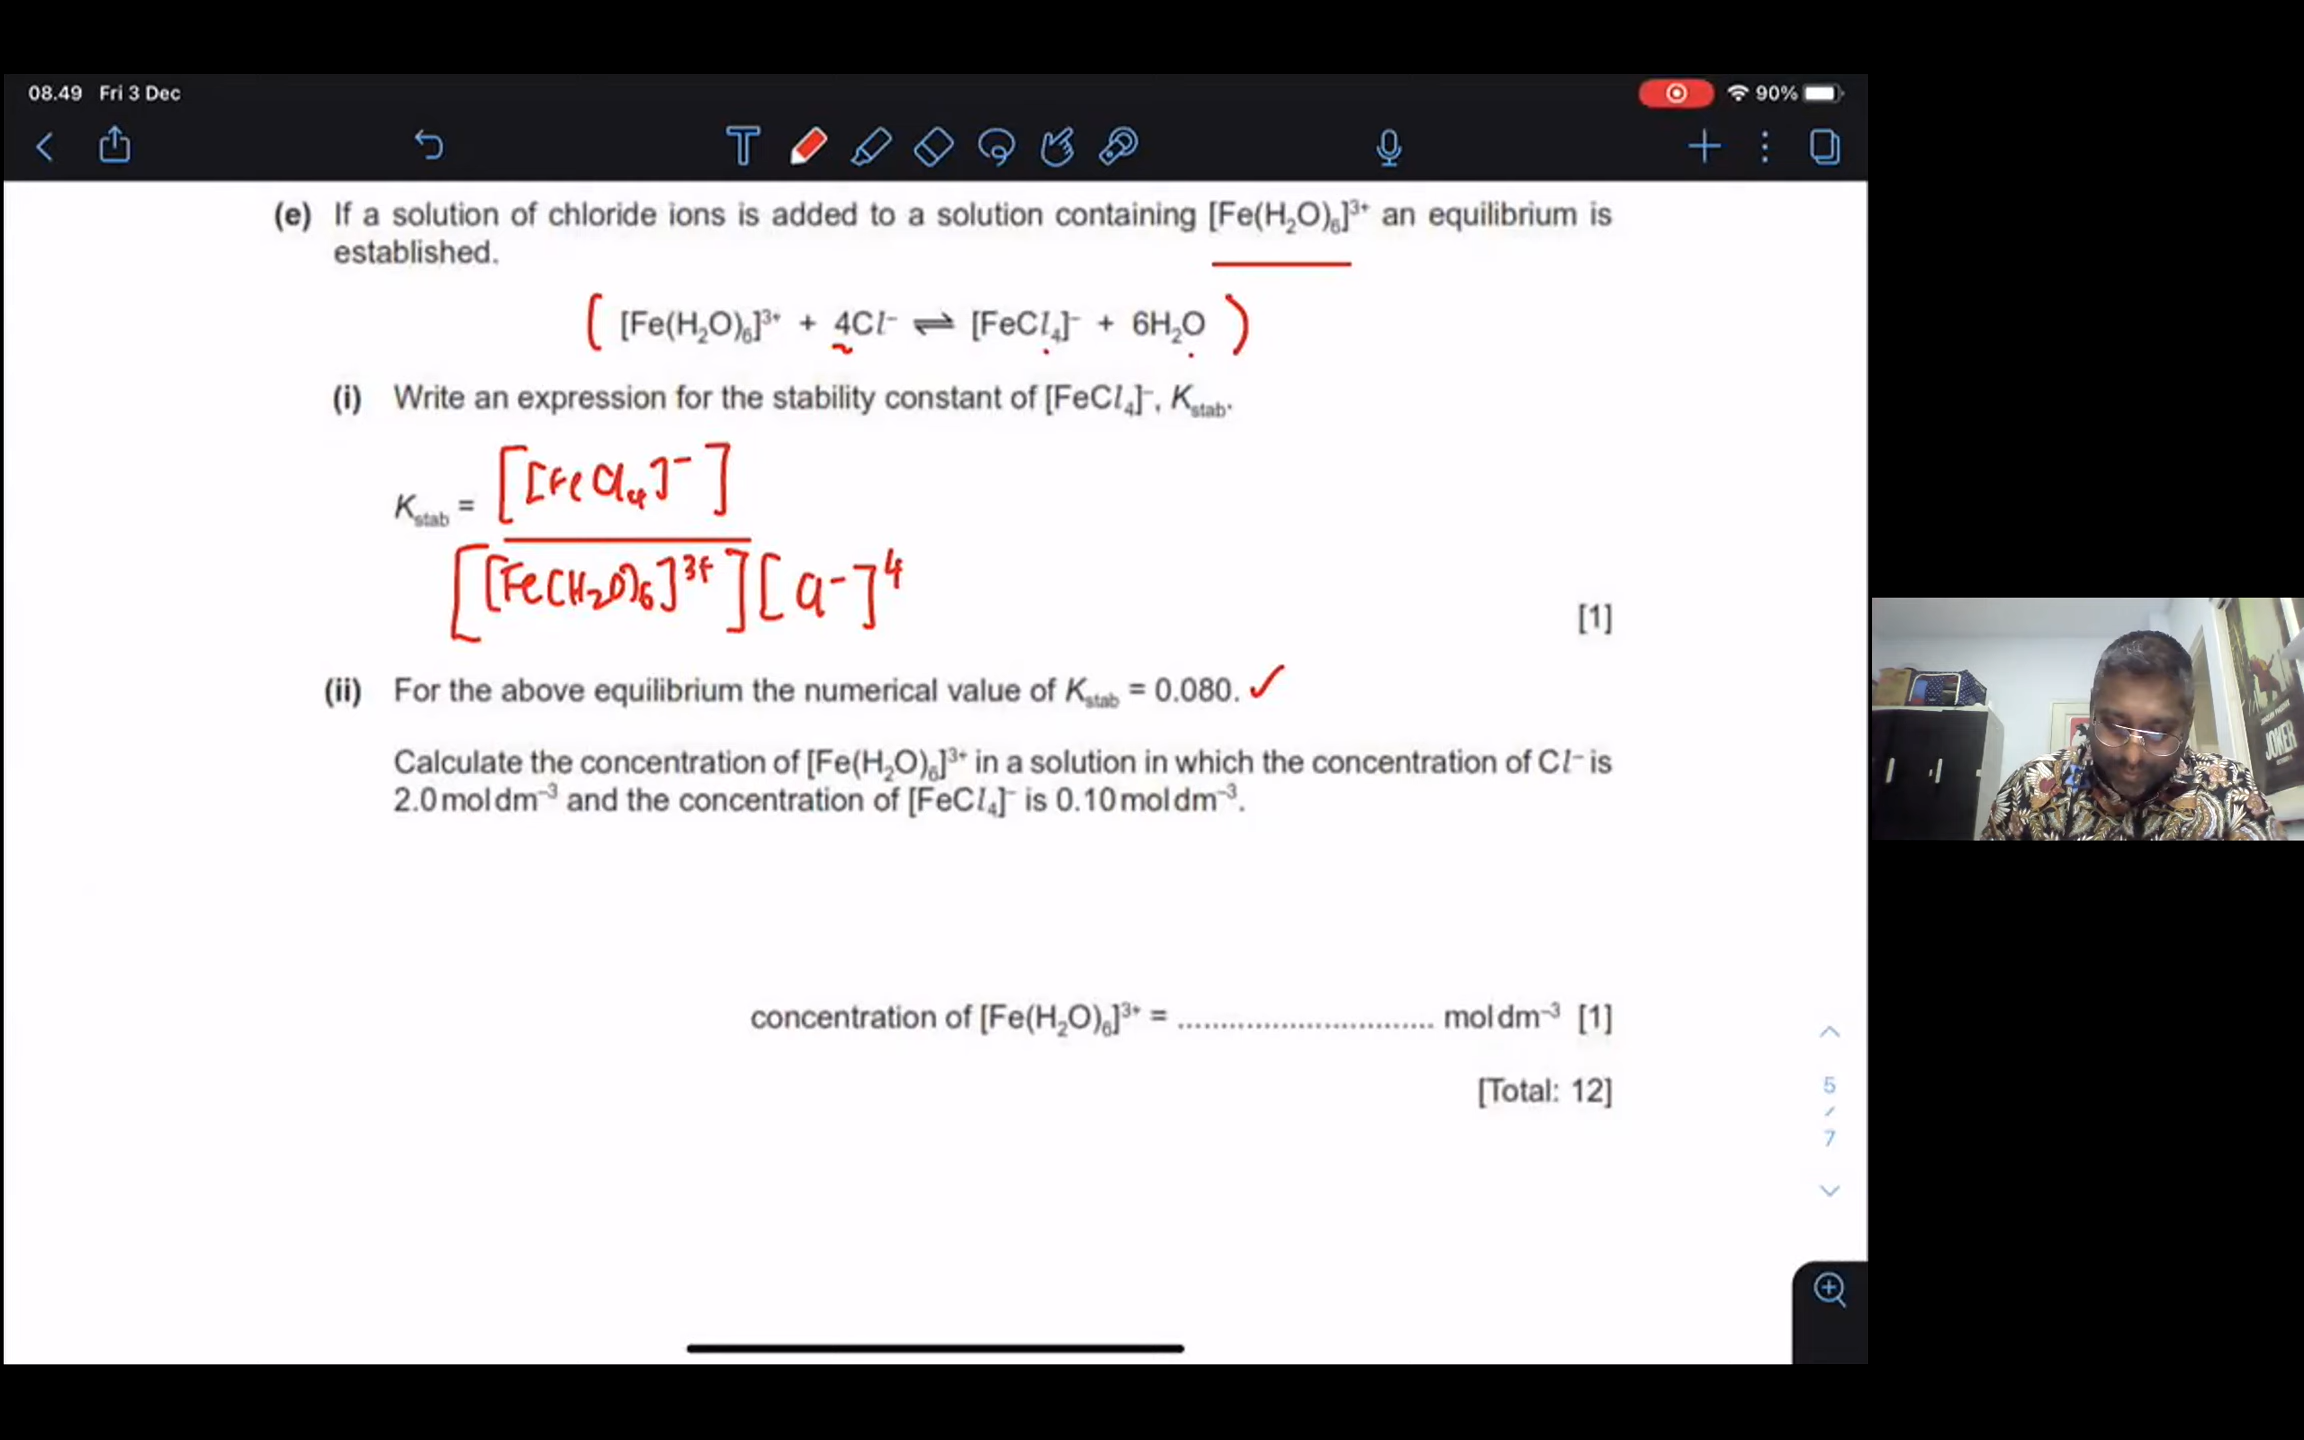 08.49 Fri 3 Dec
90%
(e) If a solution of chloride ions is added to a solution containing [Fe(H₂O)₆]³⁺ an equilibrium is
established.
( [Fe(H₂O)₆]³⁺ + 4Cl⁻ ⇌ [FeCl₄]⁻ + 6H₂O )
(i) Write an expression for the stability constant of [FeCl₄]⁻, Kstab.
[[FeCl₄]⁻]
Kstab =
[[Fe(H₂O)₆]³⁺][Cl⁻]⁴
[1]
(ii) For the above equilibrium the numerical value of Kstab = 0.080. ✓
Calculate the concentration of [Fe(H₂O)₆]³⁺ in a solution in which the concentration of Cl⁻ is
2.0 mol dm⁻³ and the concentration of [FeCl₄]⁻ is 0.10 mol dm⁻³.
concentration of [Fe(H₂O)₆]³⁺ = .............................. mol dm⁻³ [1]
[Total: 12]
5
/
7
JOKER